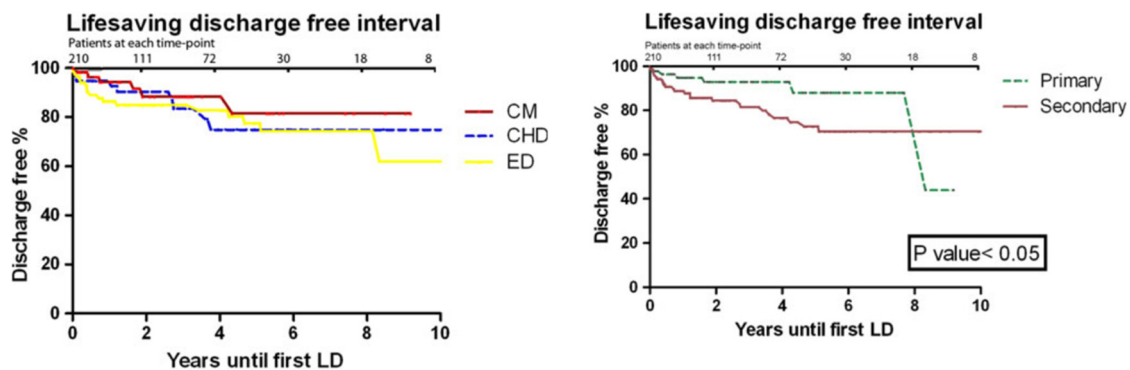 Lifesaving discharge free interval
Patients at each time-point
210 111 72 30 18 8
100
80
60
40
20
0
Discharge free %
0 2 4 6 8 10
Years until first LD
CM
CHD
ED
Lifesaving discharge free interval
Patients at each time-point
210 111 72 30 18 8
100
80
60
40
20
0
Discharge free %
0 2 4 6 8 10
Years until first LD
Primary
Secondary
P value< 0.05